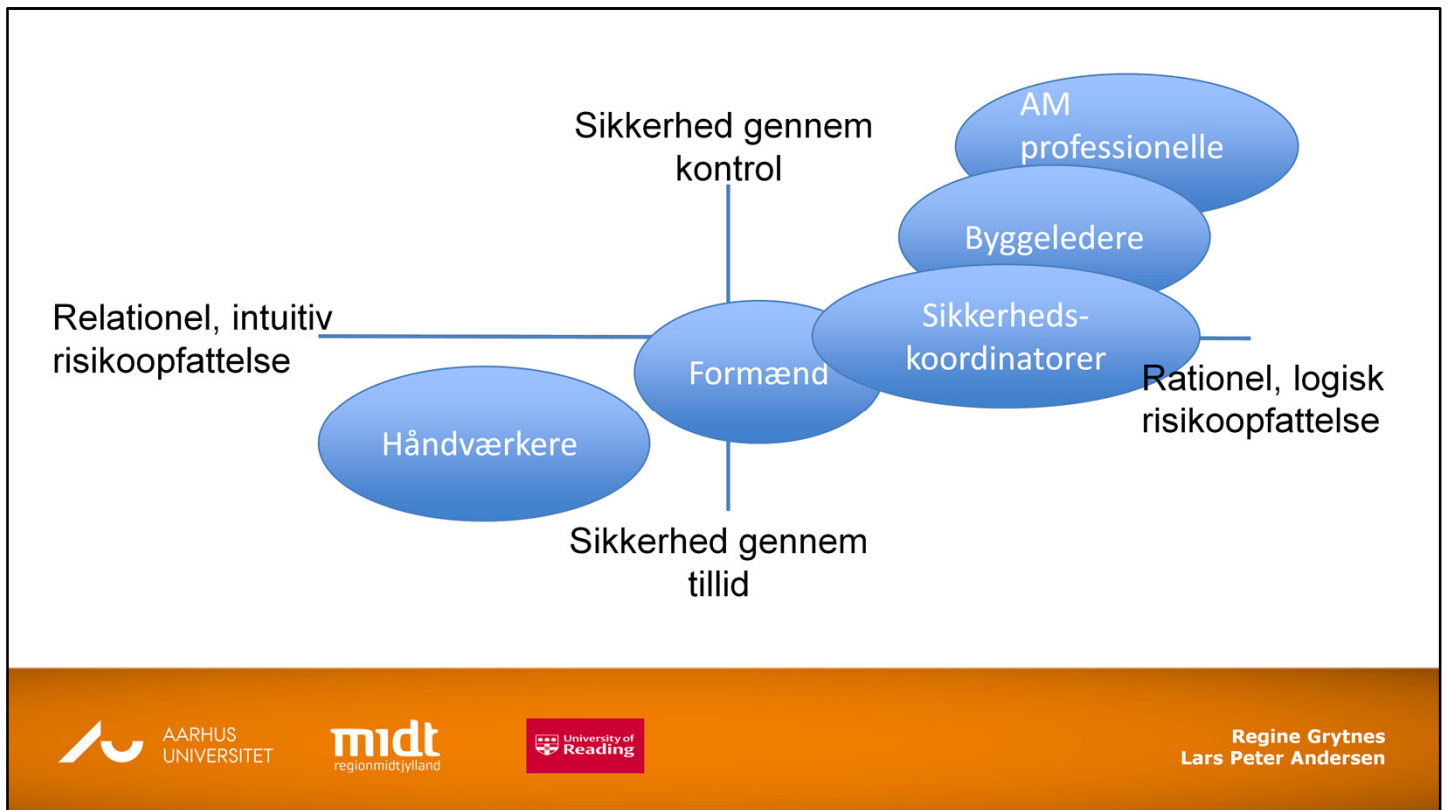 Sikkerhed gennem
kontrol
AM
professionelle
Byggeledere
Relationel, intuitiv
risikoopfattelse
Sikkerheds-
koordinatorer
Formænd
Rationel, logisk
risikoopfattelse
Håndværkere
Sikkerhed gennem
tillid
AARHUS
UNIVERSITET
midt
regionmidtjylland
University of
Reading
Regine Grytnes
Lars Peter Andersen